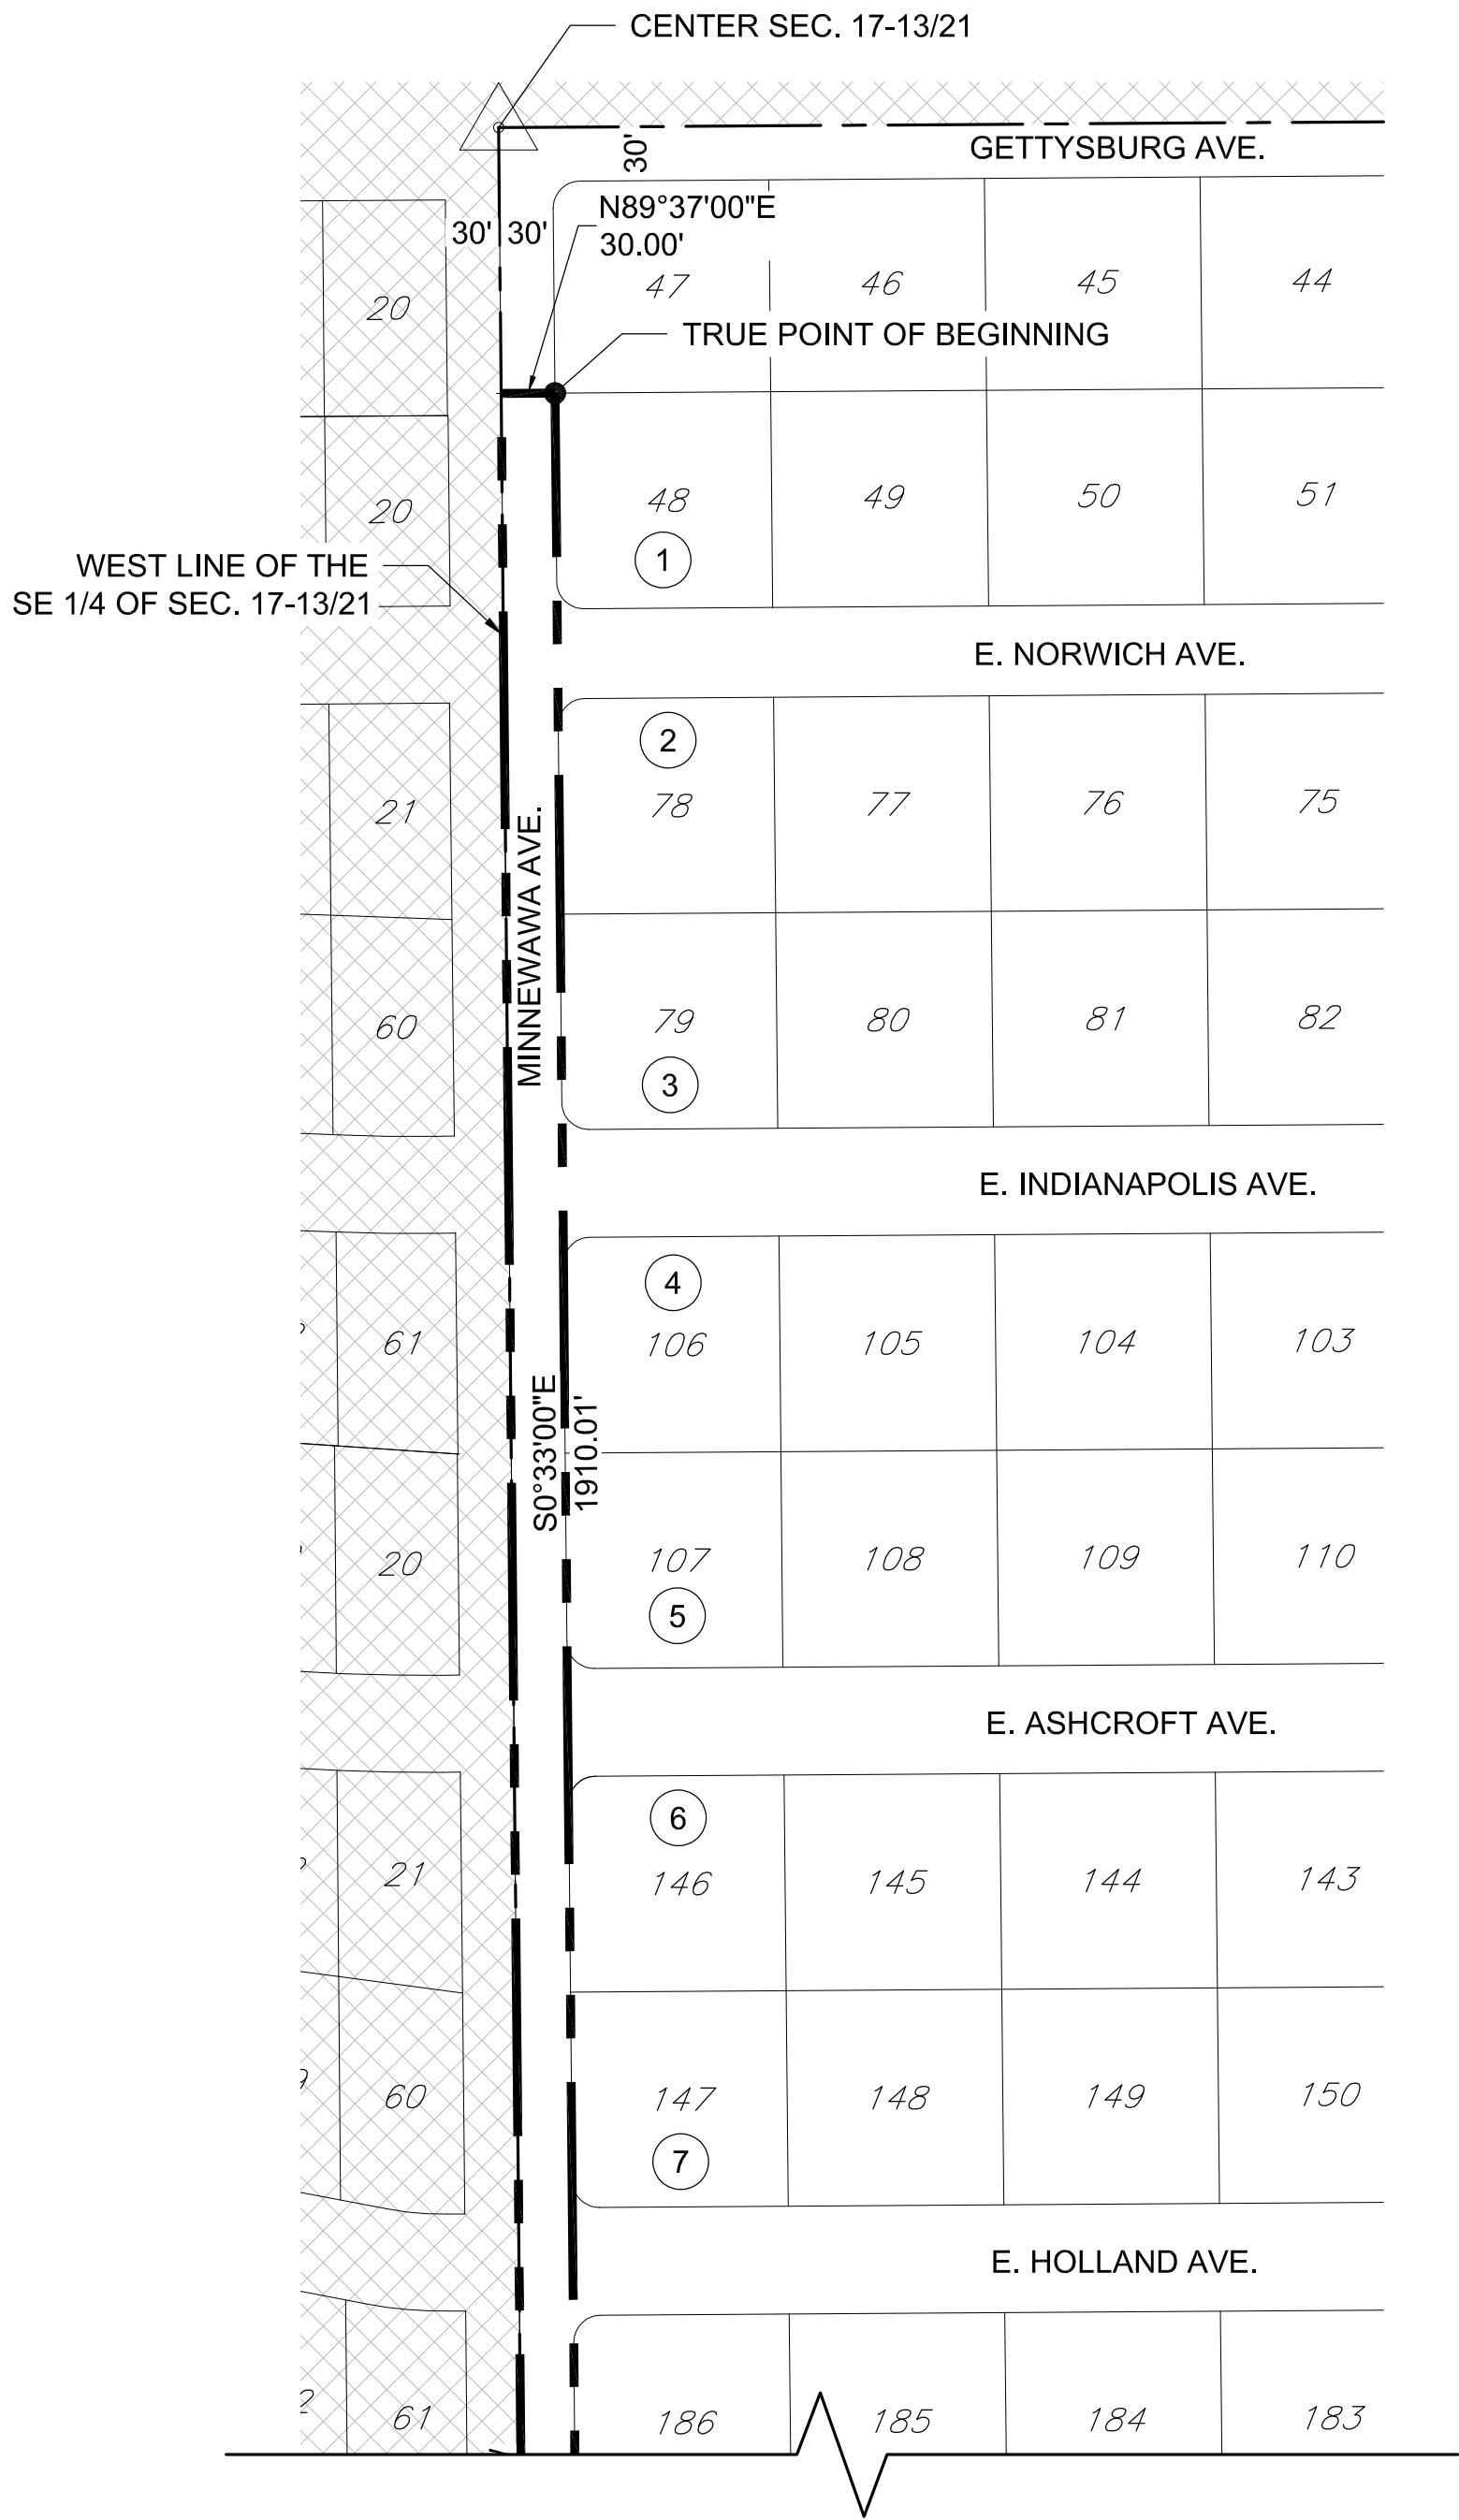 CENTER SEC. 17-13/21
GETTYSBURG AVE.
30'
N89°37'00"E
30' 30'
30.00'
20
47 46 45 44
TRUE POINT OF BEGINNING
20
48 49 50 51
1
WEST LINE OF THE
SE 1/4 OF SEC. 17-13/21
E. NORWICH AVE.
2
21
78 77 76 75
MINNEWAWA AVE.
60
79 80 81 82
3
E. INDIANAPOLIS AVE.
4
61
106 105 104 103
S0°33'00"E
1910.01'
20
107 108 109 110
5
E. ASHCROFT AVE.
6
21
146 145 144 143
60
147 148 149 150
7
E. HOLLAND AVE.
61
186 185 184 183